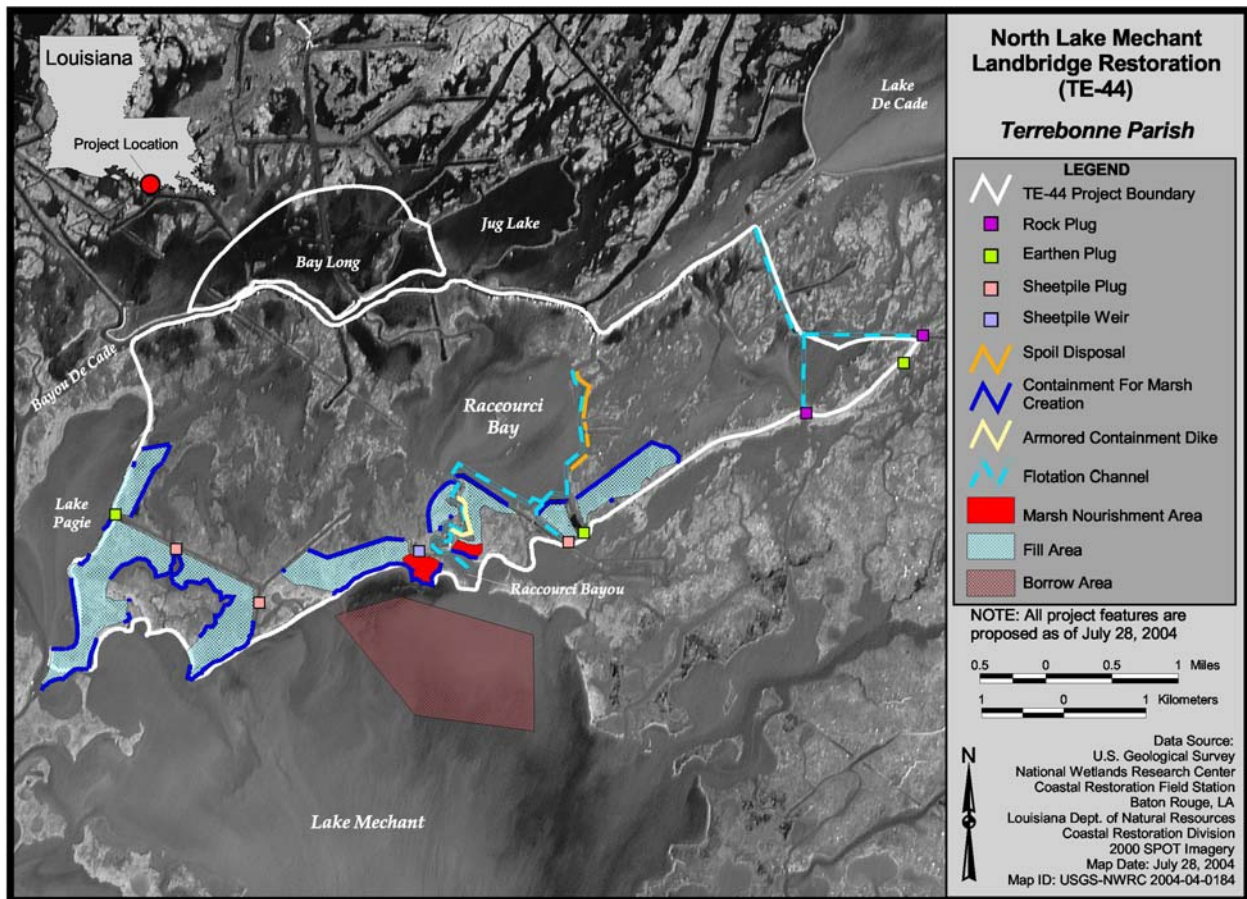 Louisiana
Project Location
Lake
De Cade
Jug Lake
Bay Long
Bayou De Cade
Raccourci
Bay
Lake
Pagie
Raccourci Bayou
Lake Mechant
North Lake Mechant
Landbridge Restoration
(TE-44)
Terrebonne Parish
LEGEND
TE-44 Project Boundary
Rock Plug
Earthen Plug
Sheetpile Plug
Sheetpile Weir
Spoil Disposal
Containment For Marsh
Creation
Armored Containment Dike
Flotation Channel
Marsh Nourishment Area
Fill Area
Borrow Area
NOTE: All project features are
proposed as of July 28, 2004
0.5 0 0.5 1 Miles
1 0 1 Kilometers
N
Data Source:
U.S. Geological Survey
National Wetlands Research Center
Coastal Restoration Field Station
Baton Rouge, LA
Louisiana Dept. of Natural Resources
Coastal Restoration Division
2000 SPOT Imagery
Map Date: July 28, 2004
Map ID: USGS-NWRC 2004-04-0184